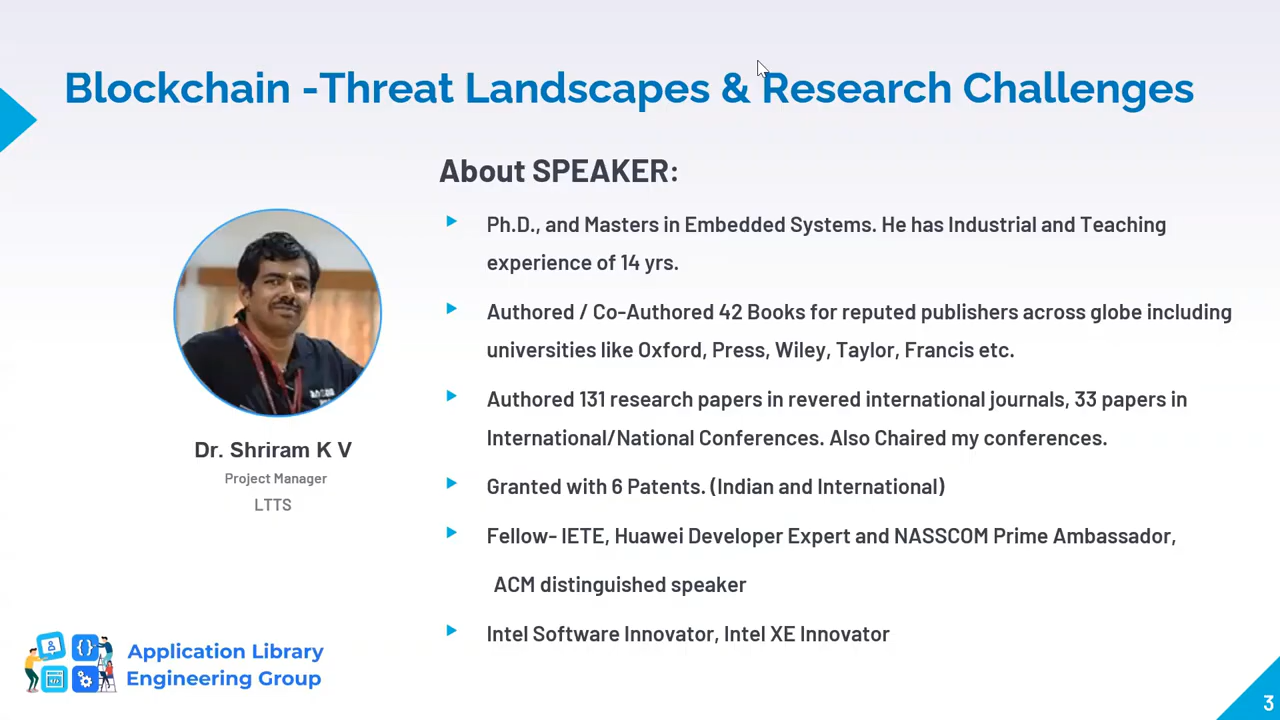 Blockchain -Threat Landscapes & Research Challenges
About SPEAKER:
Ph.D., and Masters in Embedded Systems. He has Industrial and Teaching
experience of 14 yrs.
Authored / Co-Authored 42 Books for reputed publishers across globe including
universities like Oxford, Press, Wiley, Taylor, Francis etc.
Authored 131 research papers in revered international journals, 33 papers in
International/National Conferences. Also Chaired my conferences.
Granted with 6 Patents. (Indian and International)
Fellow- IETE, Huawei Developer Expert and NASSCOM Prime Ambassador,
ACM distinguished speaker
Intel Software Innovator, Intel XE Innovator
Dr. Shriram K V
Project Manager
LTTS
Application Library
Engineering Group
3